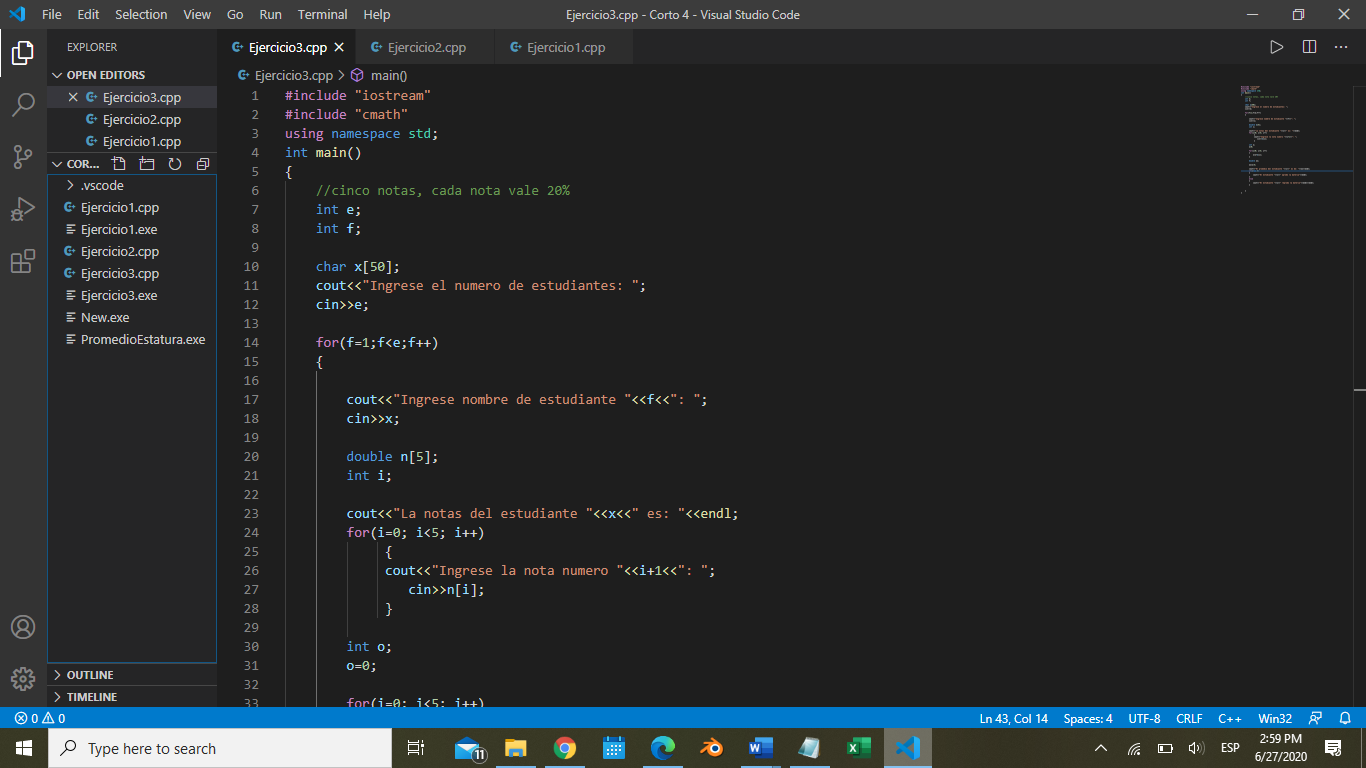 File Edit Selection View Go Run Terminal Help Ejercicio3.cpp - Corto 4 - Visual Studio Code
EXPLORER
OPEN EDITORS
Ejercicio3.cpp
Ejercicio2.cpp
Ejercicio1.cpp
COR...
.vscode
Ejercicio1.cpp
Ejercicio1.exe
Ejercicio2.cpp
Ejercicio3.cpp
Ejercicio3.exe
New.exe
PromedioEstatura.exe
OUTLINE
TIMELINE
Ejercicio3.cpp Ejercicio2.cpp Ejercicio1.cpp
Ejercicio3.cpp > main()
1 #include "iostream"
2 #include "cmath"
3 using namespace std;
4 int main()
5 {
6 //cinco notas, cada nota vale 20%
7 int e;
8 int f;
9
10 char x[50];
11 cout<<"Ingrese el numero de estudiantes: ";
12 cin>>e;
13
14 for(f=1;f<e;f++)
15 {
16
17 cout<<"Ingrese nombre de estudiante "<<f<<": ";
18 cin>>x;
19
20 double n[5];
21 int i;
22
23 cout<<"La notas del estudiante "<<x<<" es: "<<endl;
24 for(i=0; i<5; i++)
25 {
26 cout<<"Ingrese la nota numero "<<i+1<<": ";
27 cin>>n[i];
28 }
29
30 int o;
31 o=0;
32
33 for(i=0; i<5; i++)
0 0 Ln 43, Col 14 Spaces: 4 UTF-8 CRLF C++ Win32
Type here to search
11
ESP
2:59 PM
6/27/2020